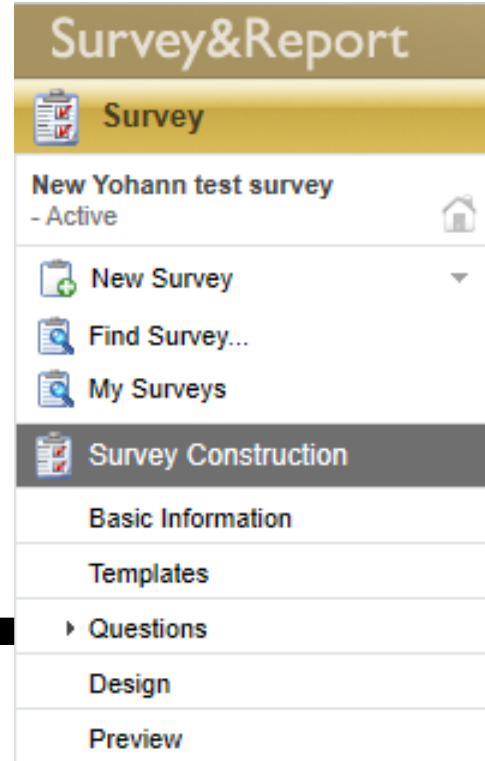 Survey&Report
Survey
New Yohann test survey
- Active
New Survey
Find Survey...
My Surveys
Survey Construction
Basic Information
Templates
Questions
Design
Preview